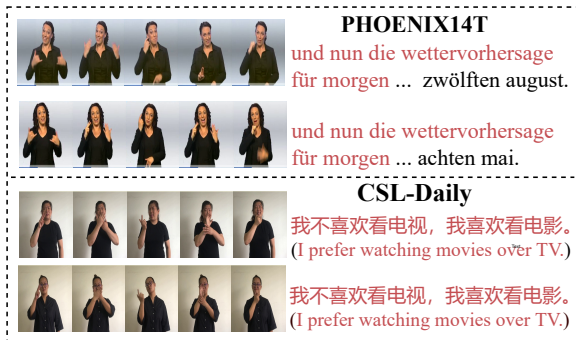 PHOENIX14T
und nun die wettervorhersage
für morgen ... zwölften august.
und nun die wettervorhersage
für morgen ... achten mai.
CSL-Daily
我不喜欢看电视，我喜欢看电影。
(I prefer watching movies over TV.)
我不喜欢看电视，我喜欢看电影。
(I prefer watching movies over TV.)